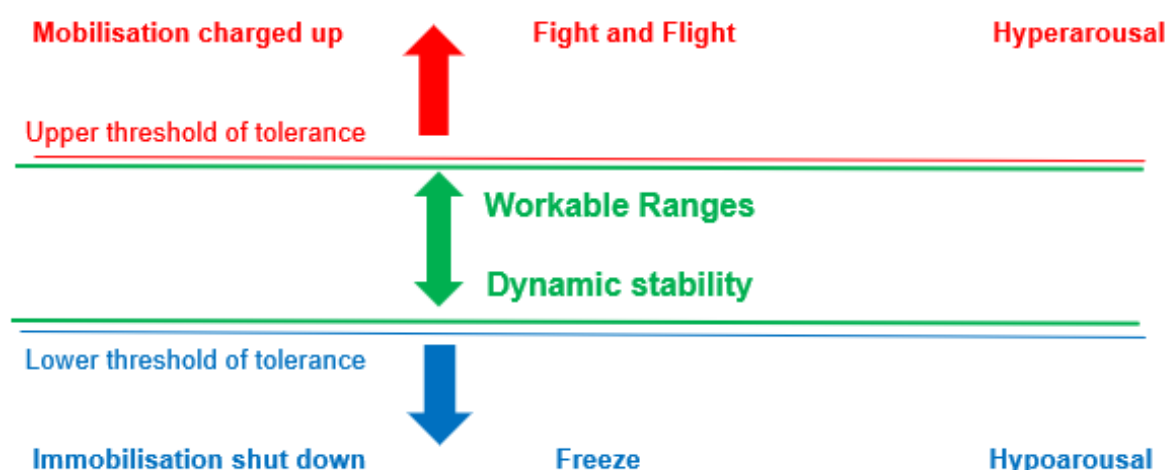 Mobilisation charged up Fight and Flight Hyperarousal
Upper threshold of tolerance
Workable Ranges
Dynamic stability
Lower threshold of tolerance
Immobilisation shut down Freeze Hypoarousal